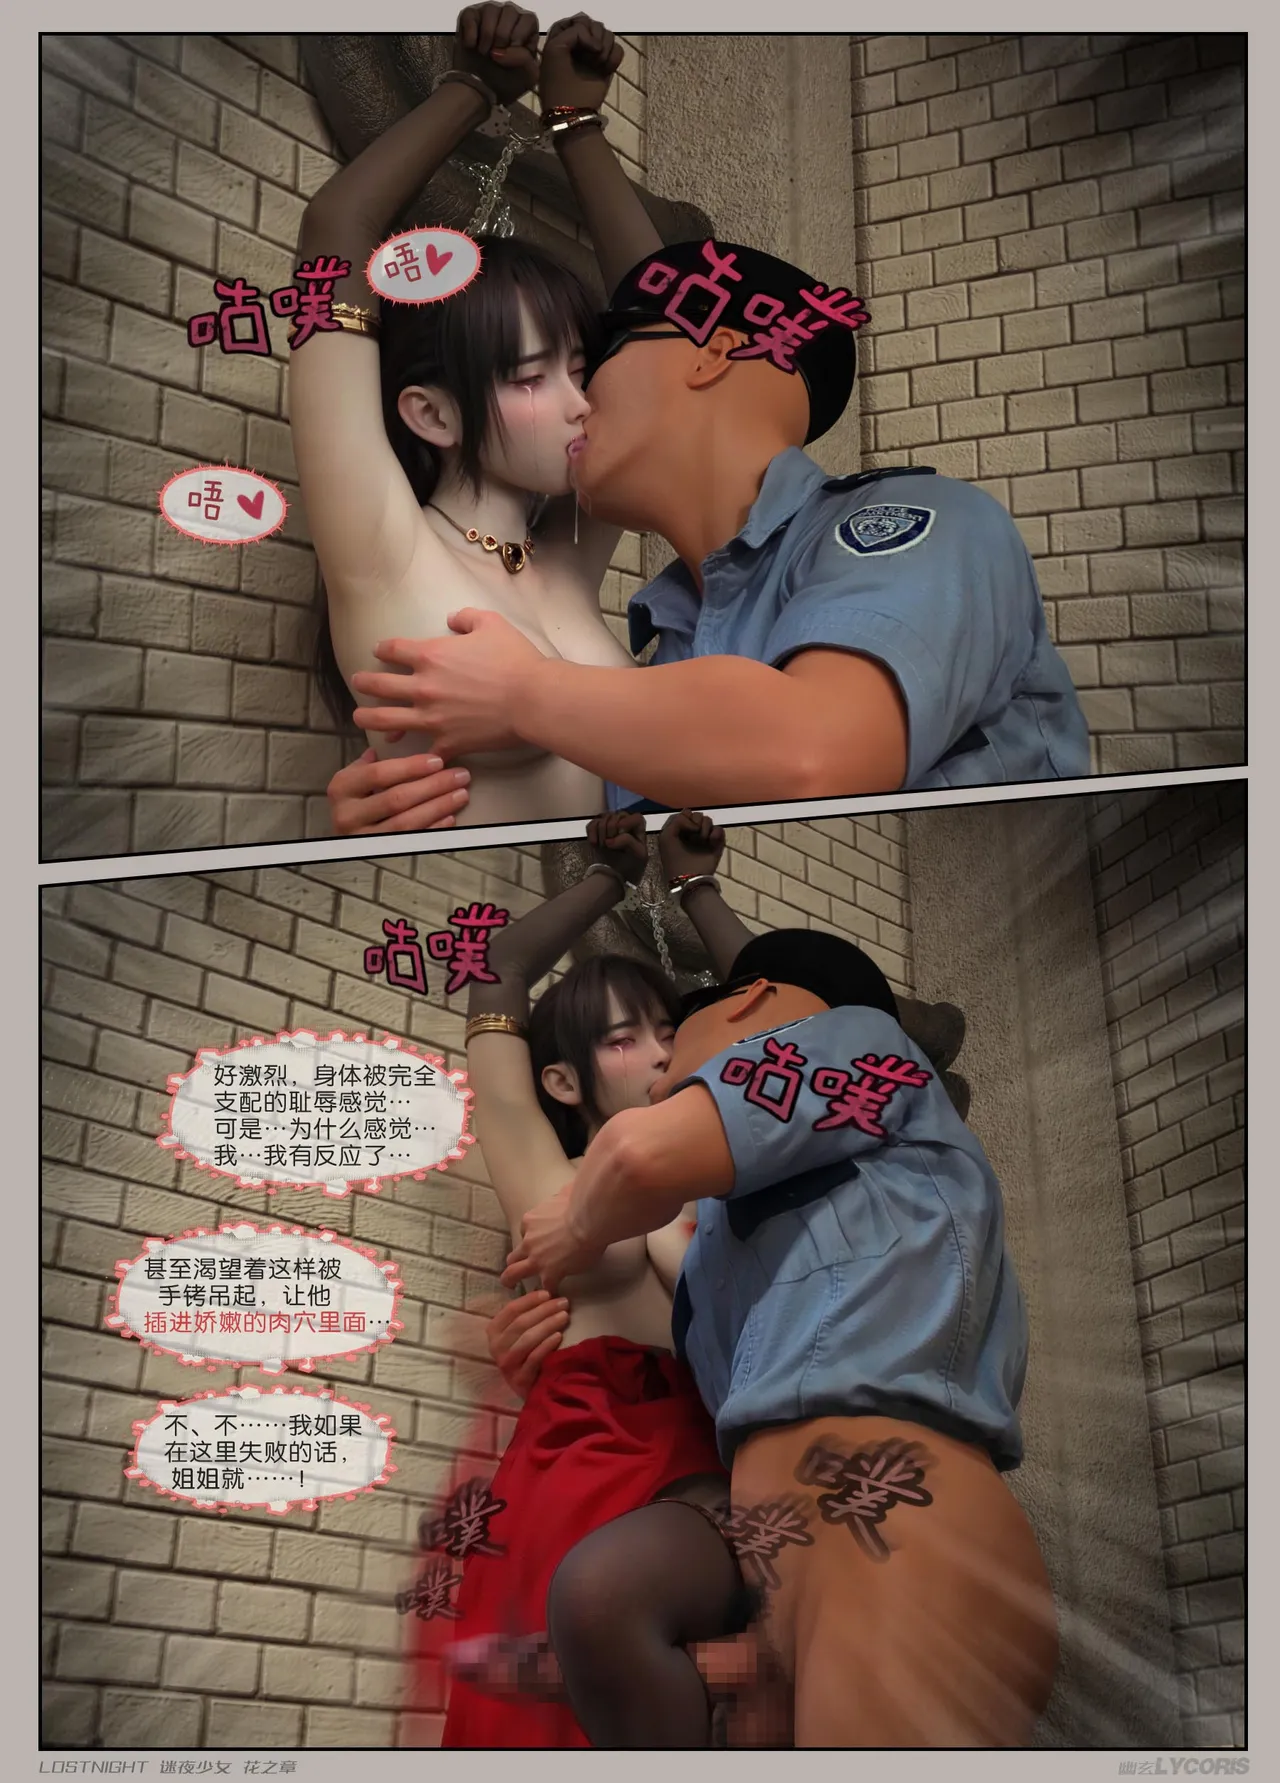 唔♥
咕噗
咕噗
唔♥
POLICE
DEPARTMENT
咕噗
咕噗
好激烈，身体被完全
支配的耻辱感觉…
可是…为什么感觉…
我…我有反应了…
甚至渴望着这样被
手铐吊起，让他
插进娇嫩的肉穴里面…
不、不……我如果
在这里失败的话，
姐姐就……！
噗
噗
噗
噗
LOSTNIGHT 迷夜少女 花之章
幽玄LYCORIS